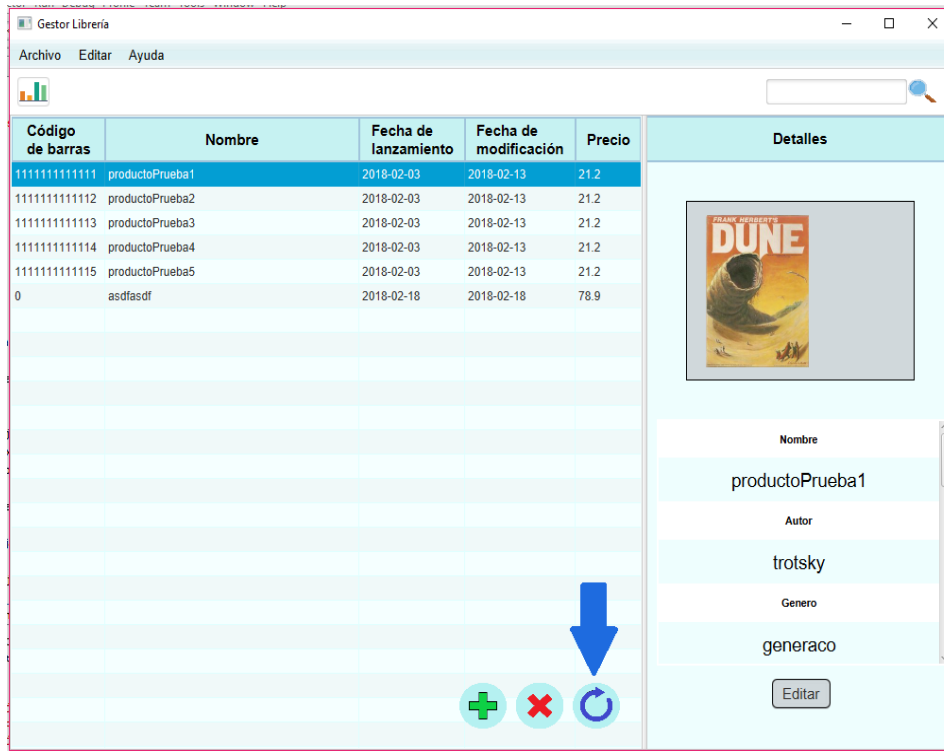 Gestor Librería
Archivo Editar Ayuda
Código de barras Nombre Fecha de lanzamiento Fecha de modificación Precio
1111111111111 productoPrueba1 2018-02-03 2018-02-13 21.2
1111111111112 productoPrueba2 2018-02-03 2018-02-13 21.2
1111111111113 productoPrueba3 2018-02-03 2018-02-13 21.2
1111111111114 productoPrueba4 2018-02-03 2018-02-13 21.2
1111111111115 productoPrueba5 2018-02-03 2018-02-13 21.2
0 asdfasdf 2018-02-18 2018-02-18 78.9
Detalles
FRANK HERBERT'S
DUNE
Nombre
productoPrueba1
Autor
trotsky
Genero
generaco
Editar